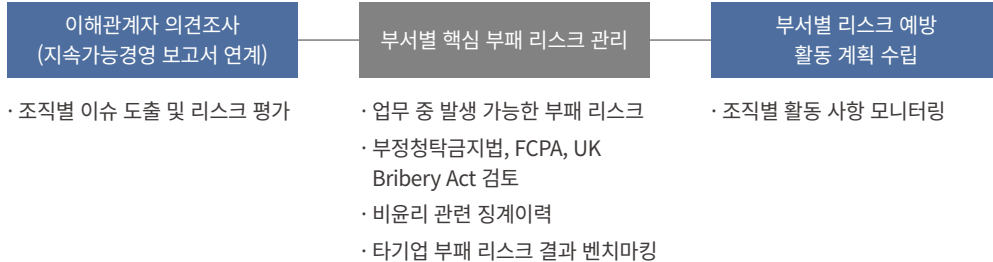 이해관계자 의견조사
(지속가능경영 보고서 연계)
· 조직별 이슈 도출 및 리스크 평가
부서별 핵심 부패 리스크 관리
· 업무 중 발생 가능한 부패 리스크
· 부정청탁금지법, FCPA, UK
Bribery Act 검토
· 비윤리 관련 징계이력
· 타기업 부패 리스크 결과 벤치마킹
부서별 리스크 예방
활동 계획 수립
· 조직별 활동 사항 모니터링